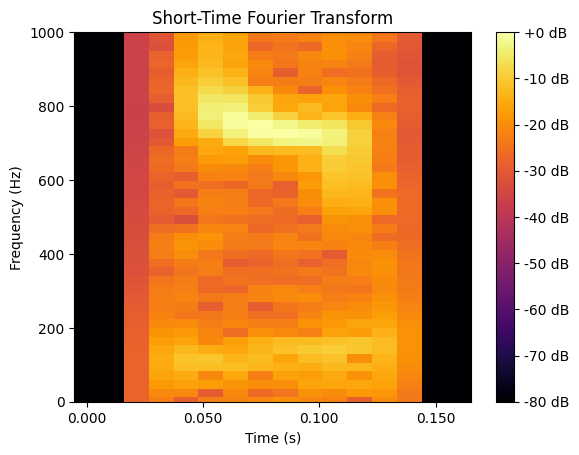 Short-Time Fourier Transform
1000
800
600
400
200
0
Frequency (Hz)
0.000
0.050
0.100
0.150
Time (s)
+0 dB
-10 dB
-20 dB
-30 dB
-40 dB
-50 dB
-60 dB
-70 dB
-80 dB